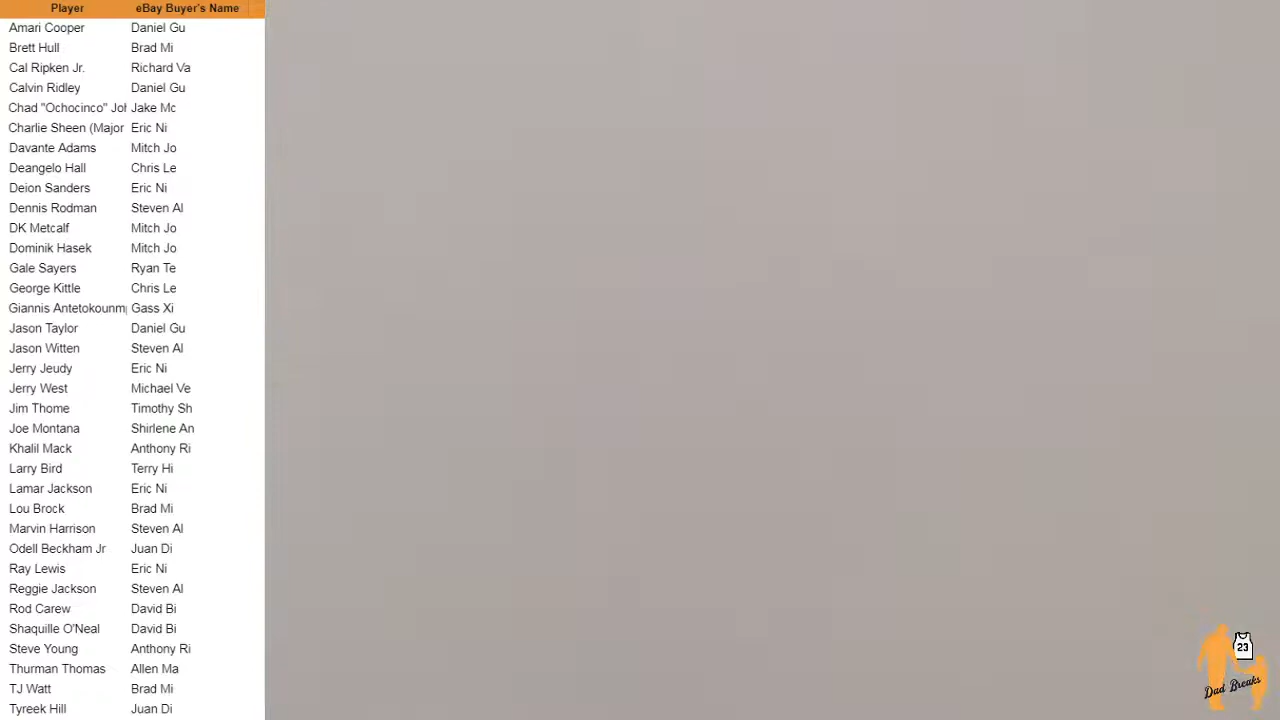 Player eBay Buyer's Name
Amari Cooper Daniel Gu
Brett Hull Brad Mi
Cal Ripken Jr. Richard Va
Calvin Ridley Daniel Gu
Chad "Ochocinco" Joh Jake Mc
Charlie Sheen (Major Eric Ni
Davante Adams Mitch Jo
Deangelo Hall Chris Le
Deion Sanders Eric Ni
Dennis Rodman Steven Al
DK Metcalf Mitch Jo
Dominik Hasek Mitch Jo
Gale Sayers Ryan Te
George Kittle Chris Le
Giannis Antetokounm Gass Xi
Jason Taylor Daniel Gu
Jason Witten Steven Al
Jerry Jeudy Eric Ni
Jerry West Michael Ve
Jim Thome Timothy Sh
Joe Montana Shirlene An
Khalil Mack Anthony Ri
Larry Bird Terry Hi
Lamar Jackson Eric Ni
Lou Brock Brad Mi
Marvin Harrison Steven Al
Odell Beckham Jr Juan Di
Ray Lewis Eric Ni
Reggie Jackson Steven Al
Rod Carew David Bi
Shaquille O'Neal David Bi
Steve Young Anthony Ri
Thurman Thomas Allen Ma
TJ Watt Brad Mi
Tyreek Hill Juan Di
23
Dad Breaks